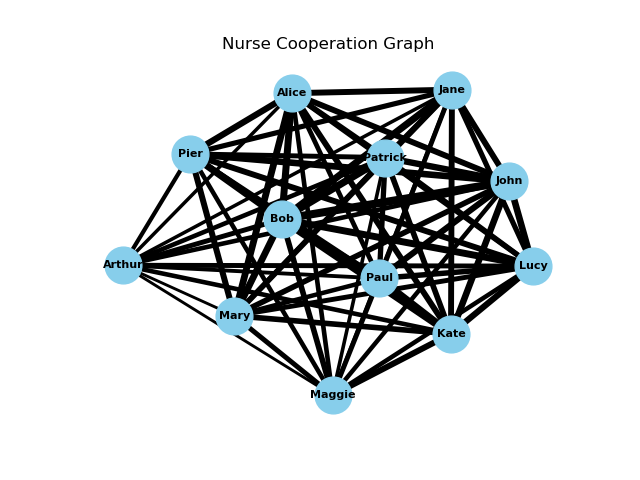 Nurse Cooperation Graph
Alice
Jane
Pier
Patrick
John
Bob
Arthur
Lucy
Paul
Mary
Kate
Maggie